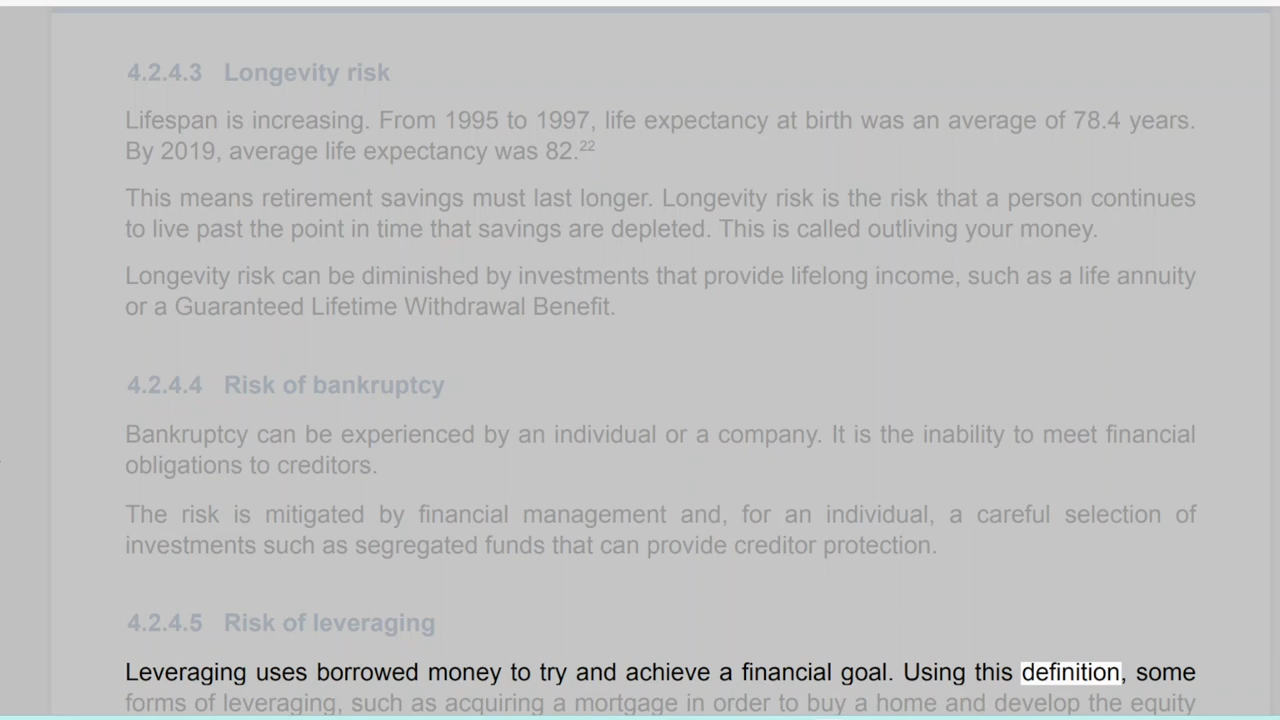 4.2.4.3 Longevity risk
Lifespan is increasing. From 1995 to 1997, life expectancy at birth was an average of 78.4 years.
By 2019, average life expectancy was 82.22
This means retirement savings must last longer. Longevity risk is the risk that a person continues
to live past the point in time that savings are depleted. This is called outliving your money.
Longevity risk can be diminished by investments that provide lifelong income, such as a life annuity
or a Guaranteed Lifetime Withdrawal Benefit.
4.2.4.4 Risk of bankruptcy
Bankruptcy can be experienced by an individual or a company. It is the inability to meet financial
obligations to creditors.
The risk is mitigated by financial management and, for an individual, a careful selection of
investments such as segregated funds that can provide creditor protection.
4.2.4.5 Risk of leveraging
Leveraging uses borrowed money to try and achieve a financial goal. Using this definition, some
forms of leveraging, such as acquiring a mortgage in order to buy a home and develop the equity